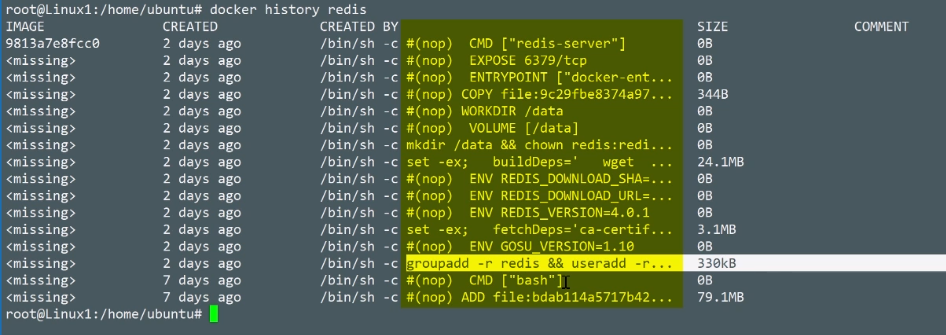 root@Linux1:/home/ubuntu# docker history redis
IMAGE CREATED CREATED BY SIZE COMMENT
9813a7e8fcc0 2 days ago /bin/sh -c #(nop) CMD ["redis-server"] 0B
<missing> 2 days ago /bin/sh -c #(nop) EXPOSE 6379/tcp 0B
<missing> 2 days ago /bin/sh -c #(nop) ENTRYPOINT ["docker-ent... 0B
<missing> 2 days ago /bin/sh -c #(nop) COPY file:9c29fbe8374a97... 344B
<missing> 2 days ago /bin/sh -c #(nop) WORKDIR /data 0B
<missing> 2 days ago /bin/sh -c #(nop) VOLUME [/data] 0B
<missing> 2 days ago /bin/sh -c mkdir /data && chown redis:redi... 0B
<missing> 2 days ago /bin/sh -c set -ex; buildDeps=' wget ... 24.1MB
<missing> 2 days ago /bin/sh -c #(nop) ENV REDIS_DOWNLOAD_SHA=... 0B
<missing> 2 days ago /bin/sh -c #(nop) ENV REDIS_DOWNLOAD_URL=... 0B
<missing> 2 days ago /bin/sh -c #(nop) ENV REDIS_VERSION=4.0.1 0B
<missing> 2 days ago /bin/sh -c set -ex; fetchDeps='ca-certif... 3.1MB
<missing> 2 days ago /bin/sh -c #(nop) ENV GOSU_VERSION=1.10 0B
<missing> 2 days ago /bin/sh -c groupadd -r redis && useradd -r... 330kB
<missing> 7 days ago /bin/sh -c #(nop) CMD ["bash"] 0B
<missing> 7 days ago /bin/sh -c #(nop) ADD file:bdab114a5717b42... 79.1MB
root@Linux1:/home/ubuntu#